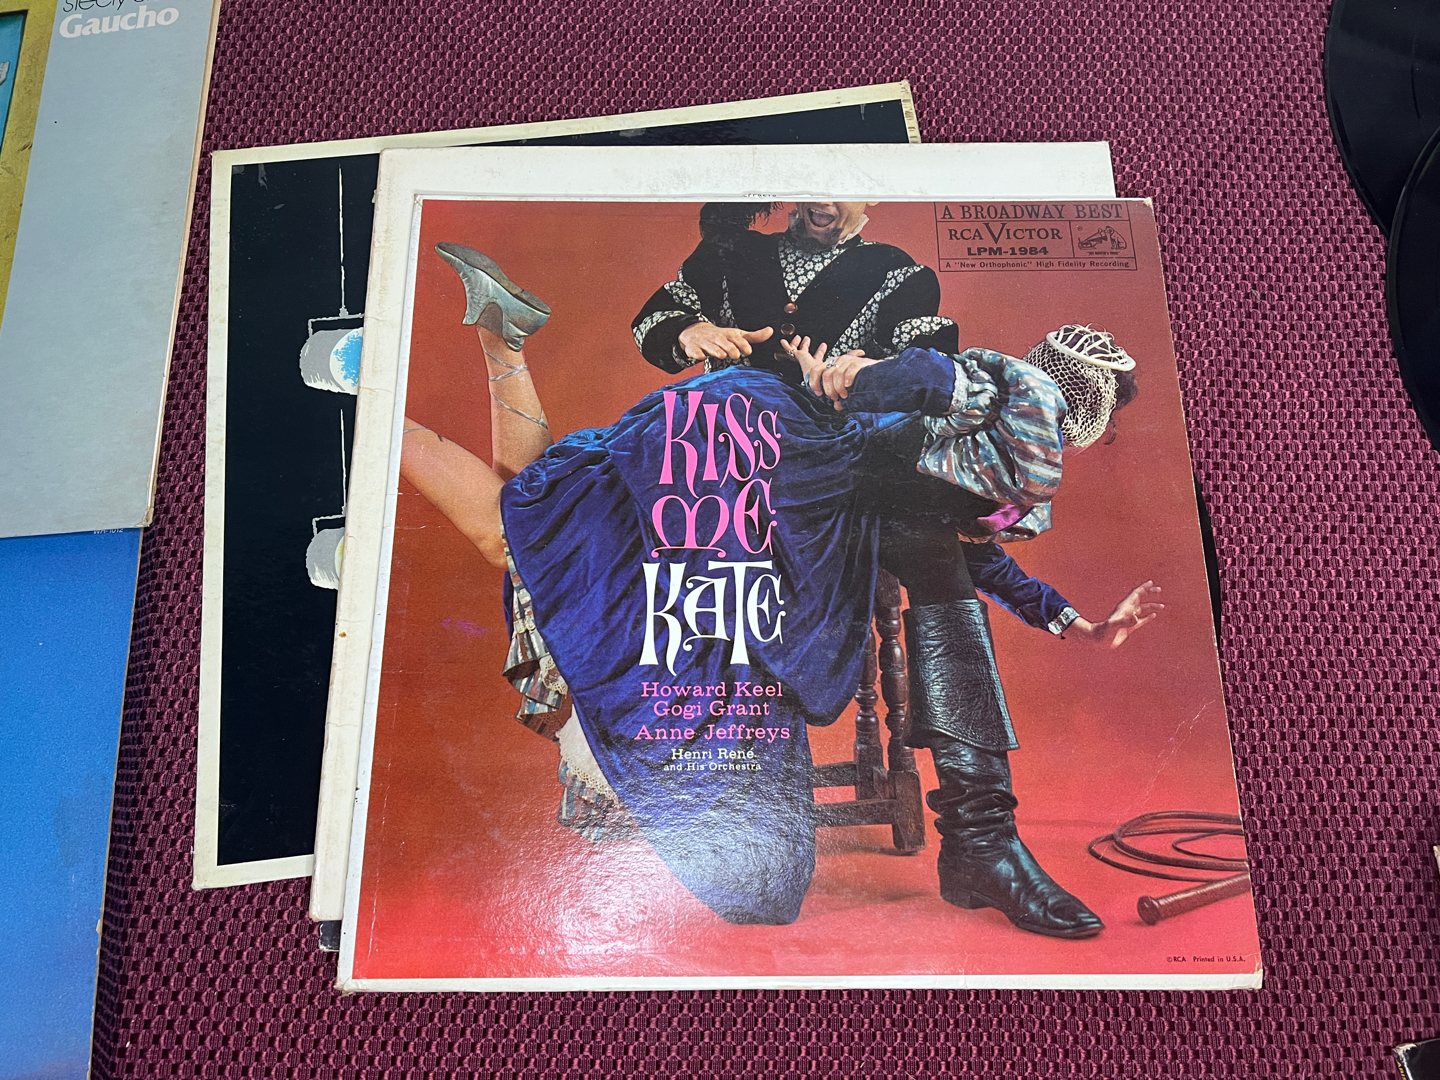 Gaucho
A BROADWAY BEST
RCA VICTOR
LPM-1984
A "New Orthophonic" High Fidelity Recording
KISS
ME
KATE
Howard Keel
Gogi Grant
Anne Jeffreys
Henri René
and His Orchestra
©RCA Printed in U.S.A.